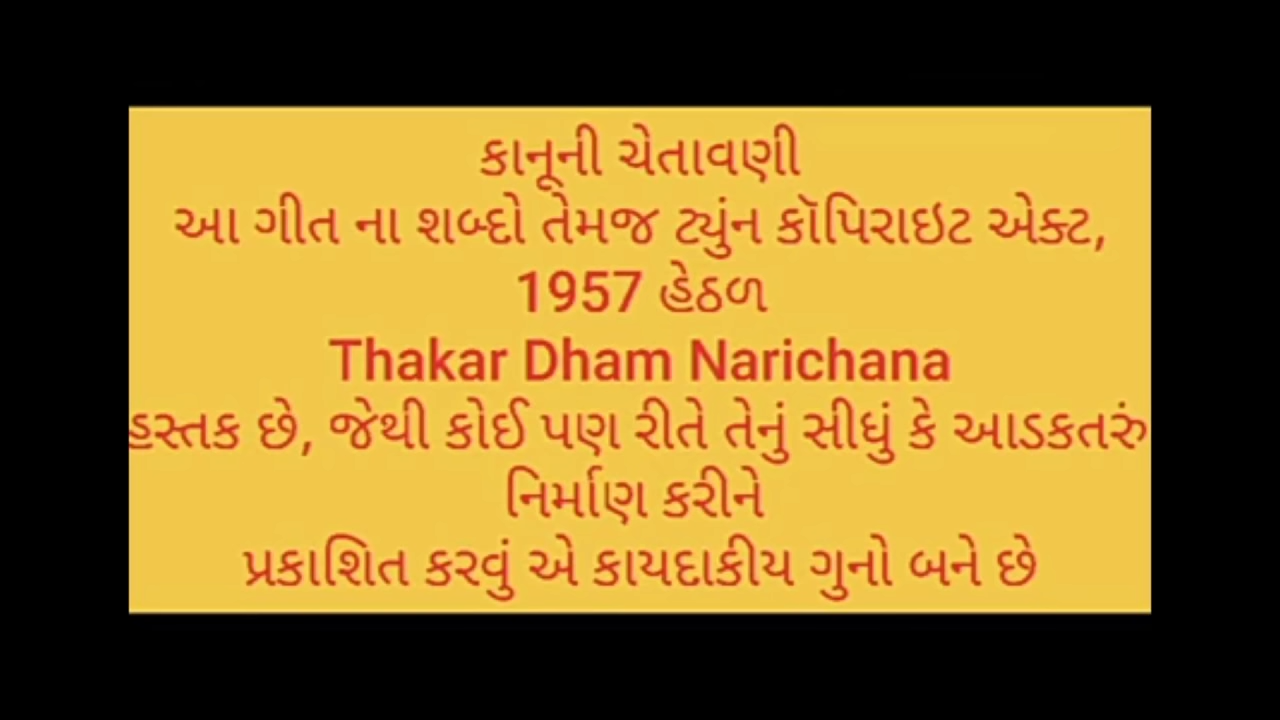 કાનૂની ચેતાવણી
આ ગીત ના શબ્દો તેમજ ટ્યુંન કૉપિરાઇટ એક્ટ,
1957 હેઠળ
Thakar Dham Narichana
હસ્તક છે, જેથી કોઈ પણ રીતે તેનું સીધું કે આડકતરું
નિર્માણ કરીને
પ્રકાશિત કરવું એ કાયદાકીય ગુનો બને છે